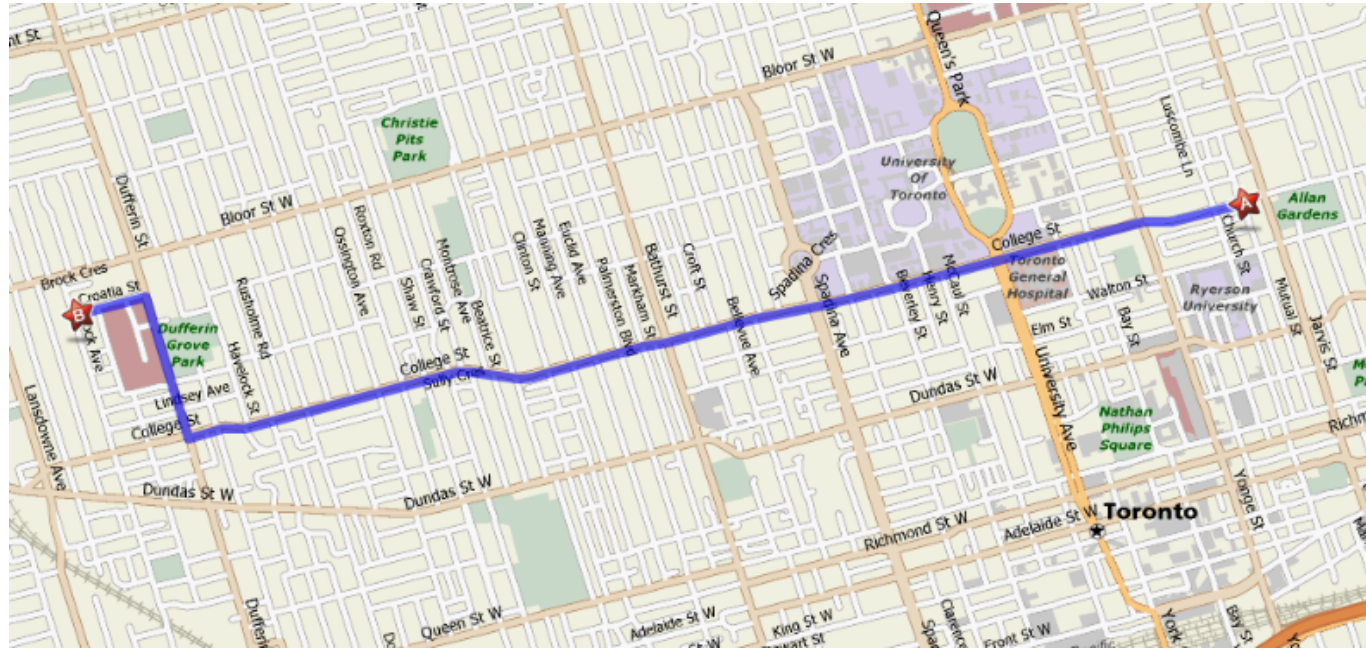 Queen's Park
Bloor St W
Christie
Pits
Park
Luscombe Ln
University
Of
Toronto
Dufferin St
A
Allan
Gardens
Bloor St W
Roxton Rd
Ossington Ave
Montrose Ave
Crawford St
Shaw St
Clinton St
Manning Ave
Euclid Ave
Palmerston Blvd
Markham St
Bathurst St
Croft St
Spadina Cres
Spadina Ave
College St
Church St
Brock Cres
Croatia St
B
Rusholme Rd
Beatrice St
Bellevue Ave
Beverley St
Henry St
McCaul St
Toronto
General
Hospital
Walton St
Ryerson
University
Mutual St
Jarvis St
Dufferin
Grove
Park
Havelock St
Lindsey Ave
College St
College St
Sully Cres
Elm St
Bay St
Dundas St W
University Ave
Nathan
Philips
Square
Lansdowne Ave
Dundas St W
Dundas St W
Yonge St
Richmond St W
Adelaide St W
Toronto
Queen St W
Adelaide St W
King St W
Front St W
York
Bay St